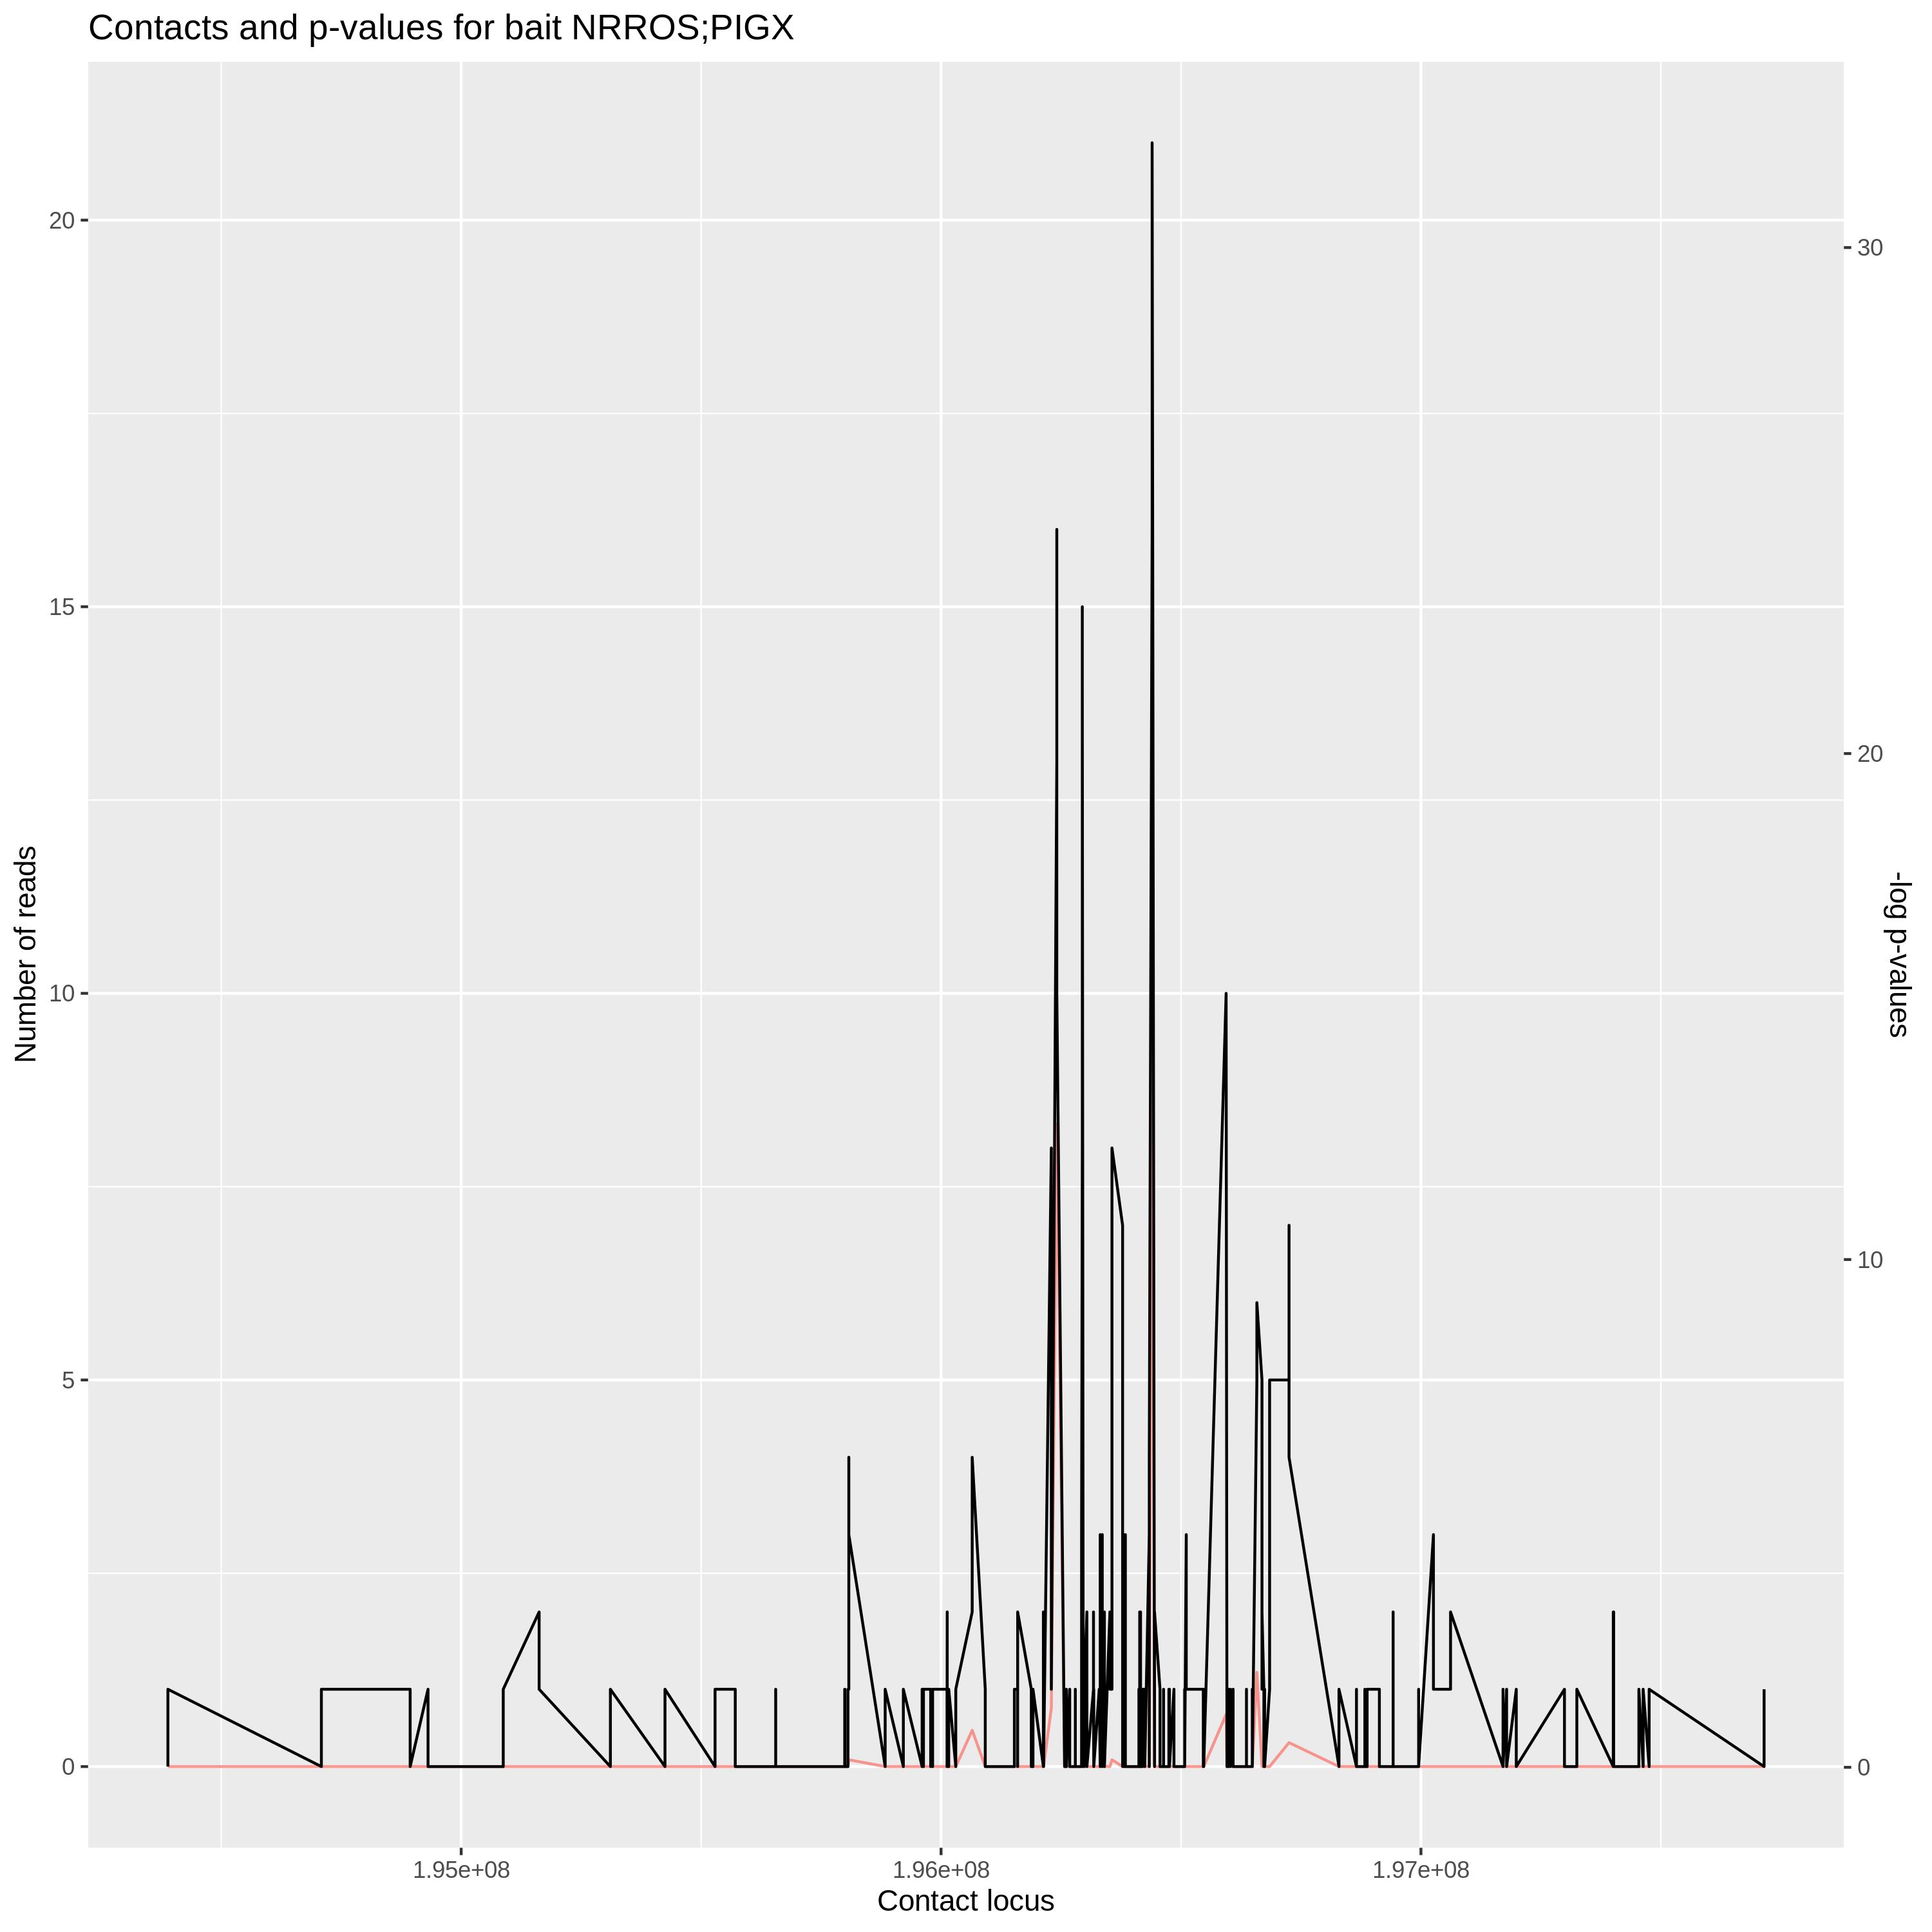 Contacts and p-values for bait NRROS;PIGX
20
15
10
5
0
Number of reads
30
20
10
0
-log p-values
1.95e+08
1.96e+08
1.97e+08
Contact locus